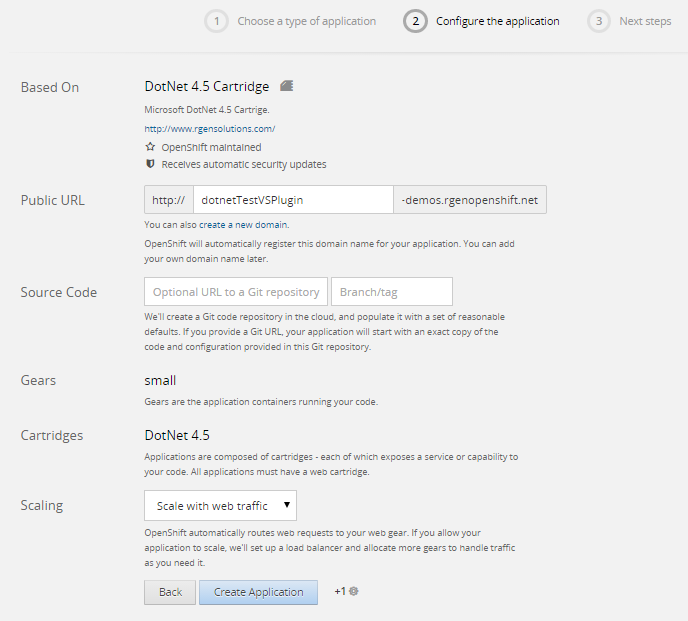 1 Choose a type of application 2 Configure the application 3 Next steps
Based On DotNet 4.5 Cartridge
Microsoft DotNet 4.5 Cartrige.
http://www.rgensolutions.com/
OpenShift maintained
Receives automatic security updates
Public URL http:// dotnetTestVSPlugin -demos.rgenopenshift.net
You can also create a new domain.
OpenShift will automatically register this domain name for your application. You can add
your own domain name later.
Source Code Optional URL to a Git repository Branch/tag
We'll create a Git code repository in the cloud, and populate it with a set of reasonable
defaults. If you provide a Git URL, your application will start with an exact copy of the
code and configuration provided in this Git repository.
Gears small
Gears are the application containers running your code.
Cartridges DotNet 4.5
Applications are composed of cartridges - each of which exposes a service or capability to
your code. All applications must have a web cartridge.
Scaling Scale with web traffic
OpenShift automatically routes web requests to your web gear. If you allow your
application to scale, we'll set up a load balancer and allocate more gears to handle traffic
as you need it.
Back Create Application +1